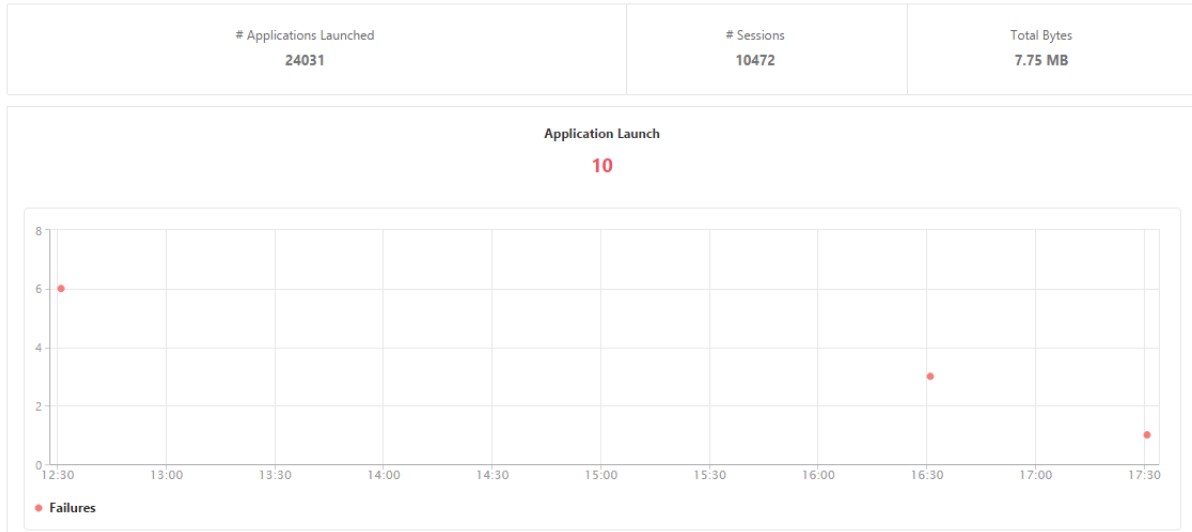 # Applications Launched
24031
# Sessions
10472
Total Bytes
7.75 MB
Application Launch
10
8
6
4
2
0
12:30 13:00 13:30 14:00 14:30 15:00 15:30 16:00 16:30 17:00 17:30
Failures